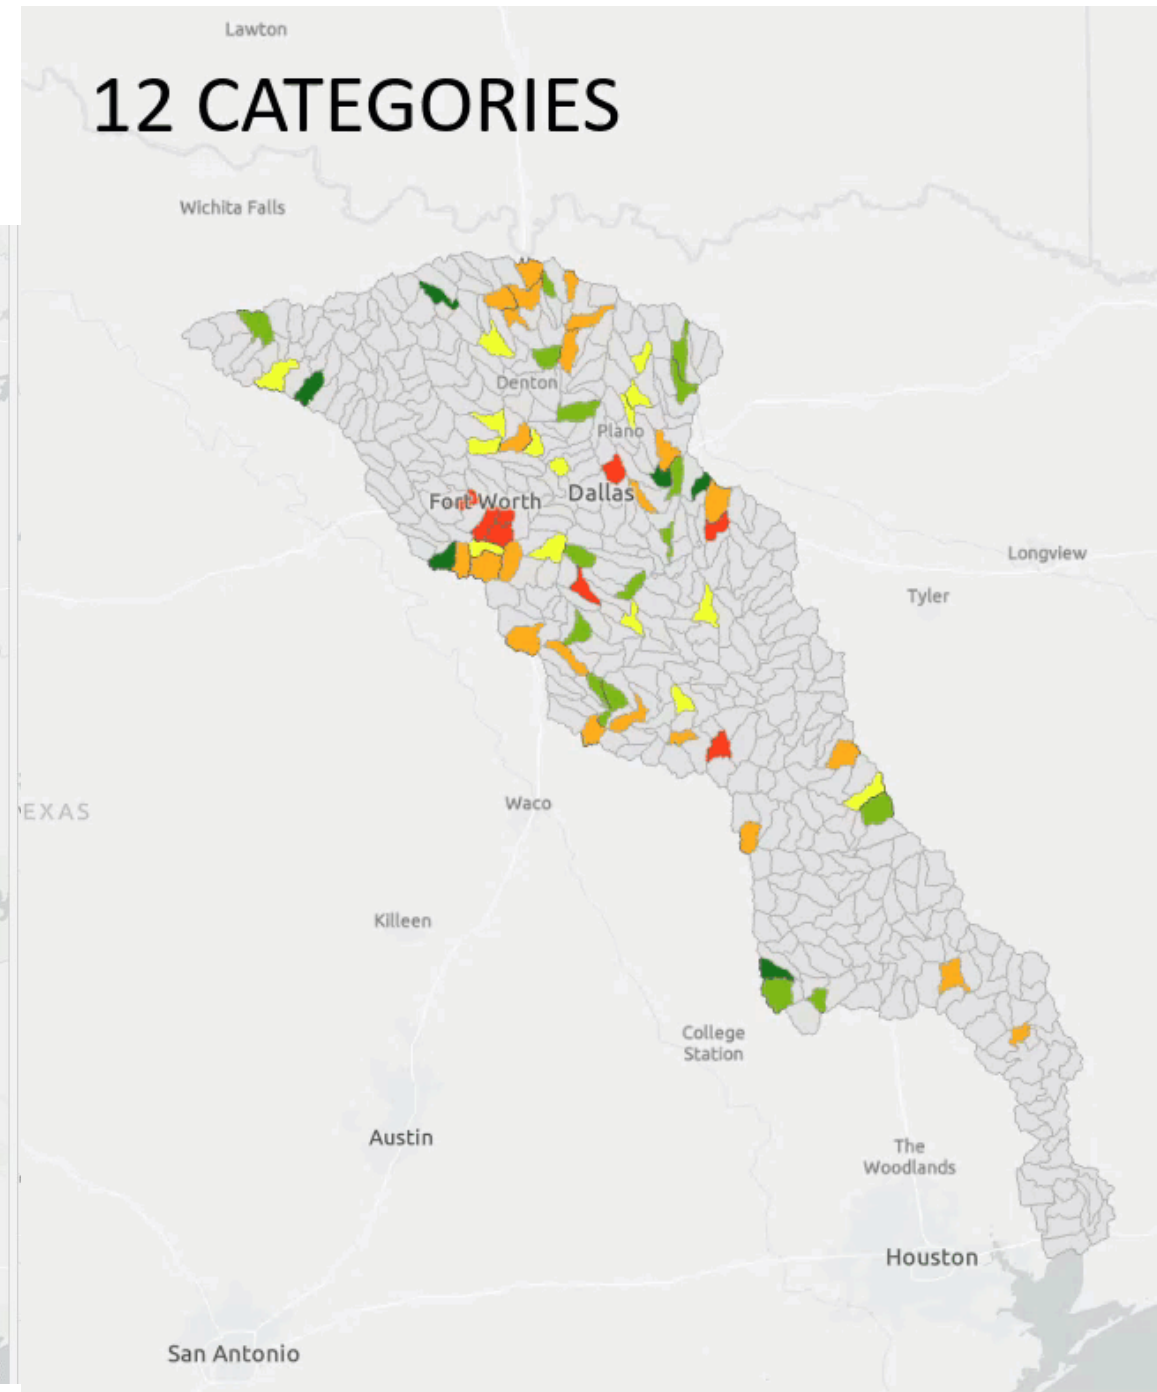 Lawton
12 CATEGORIES
Wichita Falls
Denton
Plano
Fort Worth
Dallas
Longview
Tyler
Waco
EXAS
Killeen
College
Station
Austin
The
Woodlands
Houston
San Antonio